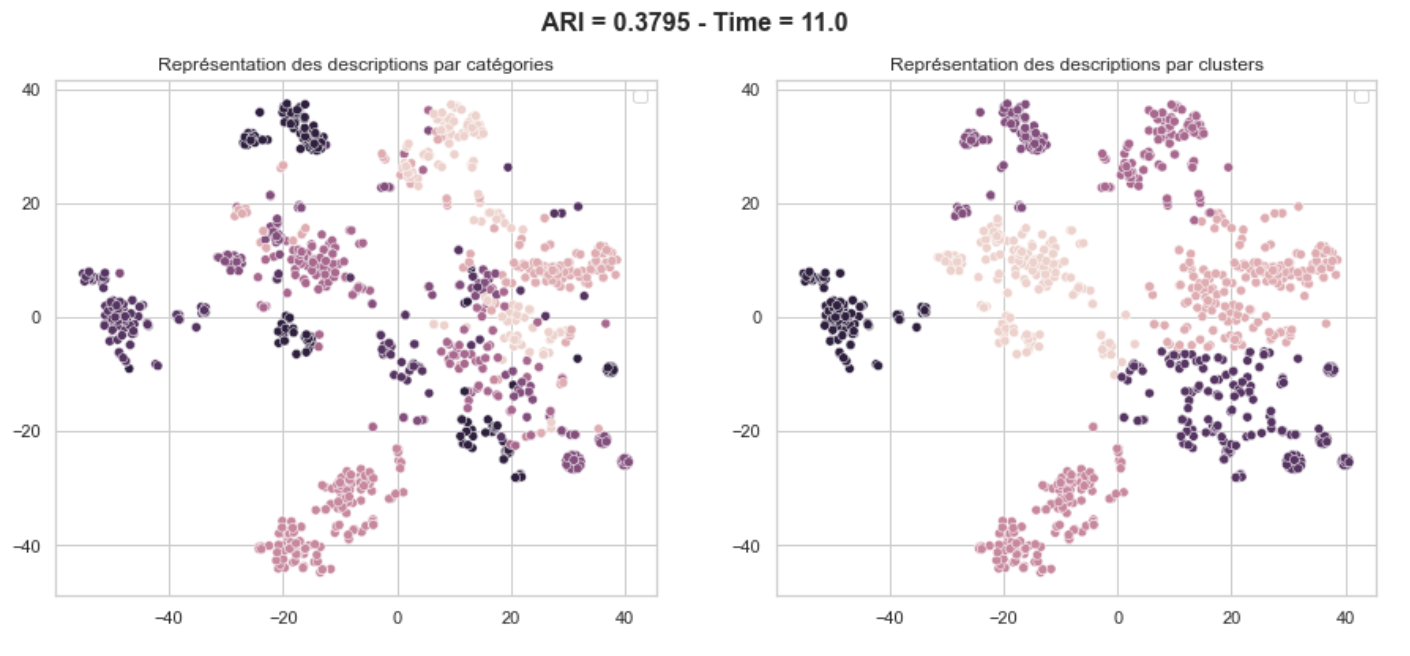 ARI = 0.3795 - Time = 11.0
Représentation des descriptions par catégories
40
20
0
−20
−40
−40 −20 0 20 40
Représentation des descriptions par clusters
40
20
0
−20
−40
−40 −20 0 20 40